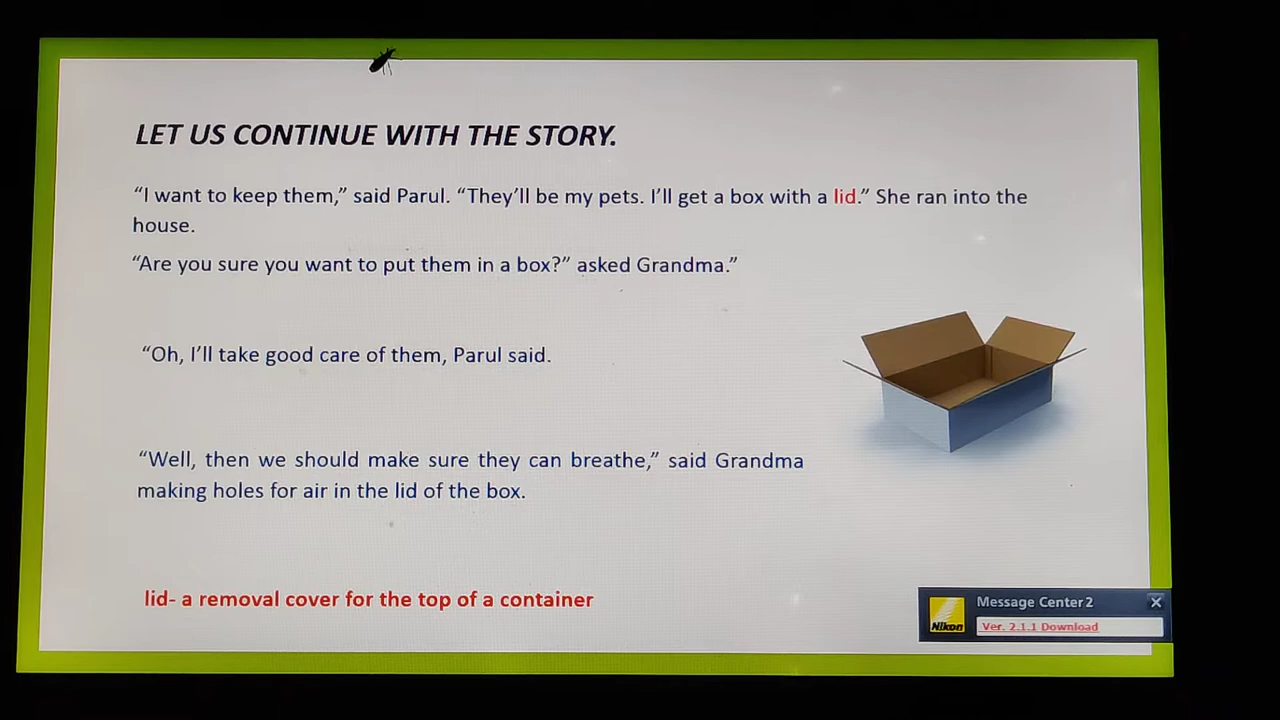 LET US CONTINUE WITH THE STORY.
“I want to keep them,” said Parul. “They’ll be my pets. I’ll get a box with a lid.” She ran into the
house.
“Are you sure you want to put them in a box?” asked Grandma.”
“Oh, I’ll take good care of them, Parul said.
“Well, then we should make sure they can breathe,” said Grandma
making holes for air in the lid of the box.
lid- a removal cover for the top of a container
Message Center 2
Nikon
Ver. 2.1.1 Download